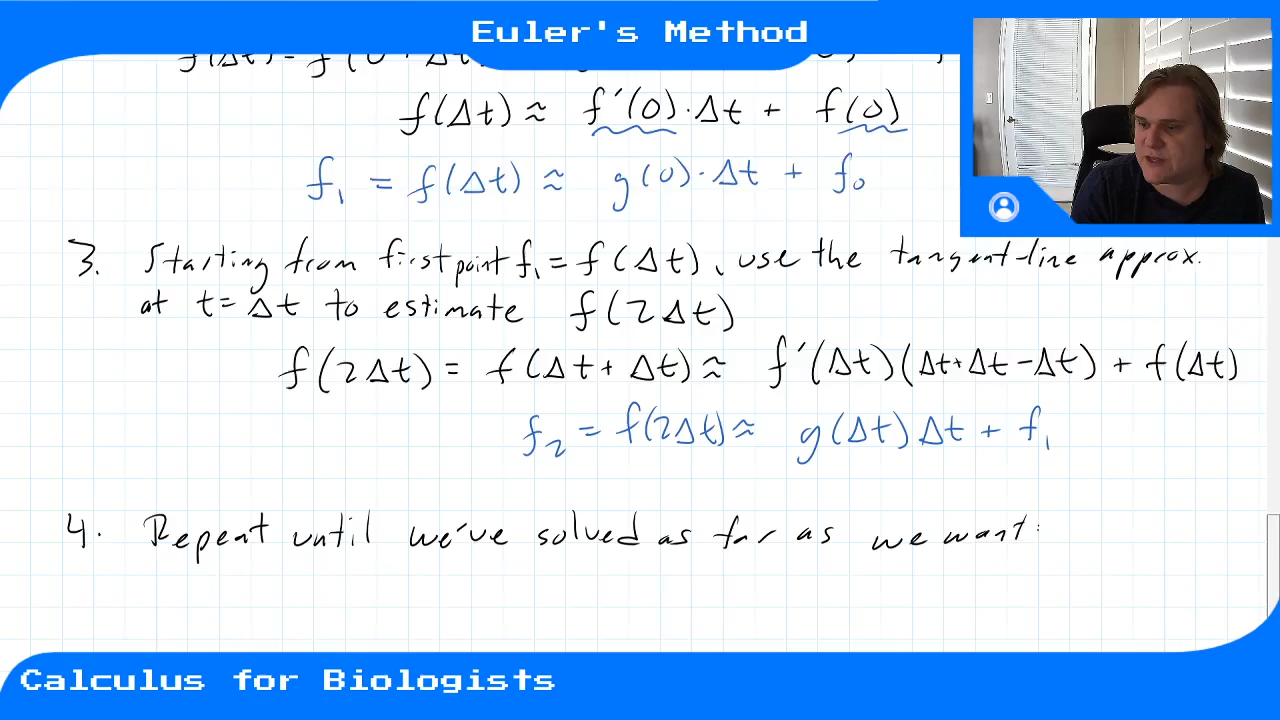 Euler's Method
f(Δt) ≈ f'(0)·Δt + f(0)
f₁ = f(Δt) ≈ g(0)·Δt + f₀
3. Starting from first point f₁ = f(Δt), use the tangent-line approx.
at t = Δt to estimate f(2Δt)
f(2Δt) = f(Δt + Δt) ≈ f'(Δt)(Δt+Δt-Δt) + f(Δt)
f₂ = f(2Δt) ≈ g(Δt)Δt + f₁
4. Repeat until we've solved as far as we want:
Calculus for Biologists